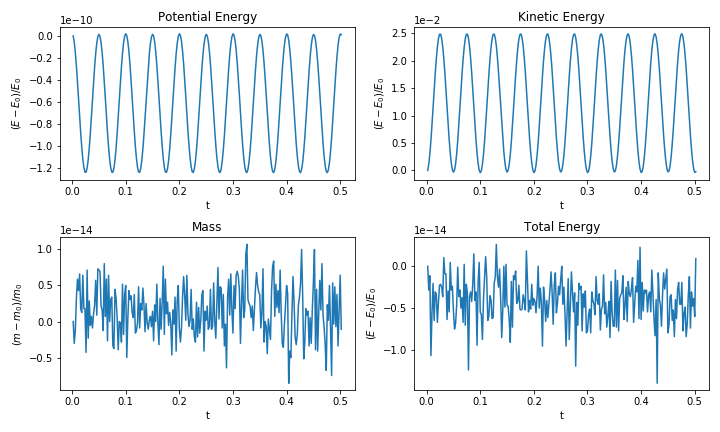 Potential Energy
1e−10
0.0
−0.2
−0.4
−0.6
−0.8
−1.0
−1.2
(E − E₀)/E₀
0.0 0.1 0.2 0.3 0.4 0.5
t
Kinetic Energy
1e−2
2.5
2.0
1.5
1.0
0.5
0.0
(E − E₀)/E₀
0.0 0.1 0.2 0.3 0.4 0.5
t
Mass
1e−14
1.0
0.5
0.0
−0.5
(m − m₀)/m₀
0.0 0.1 0.2 0.3 0.4 0.5
t
Total Energy
1e−14
0.0
−0.5
−1.0
(E − E₀)/E₀
0.0 0.1 0.2 0.3 0.4 0.5
t